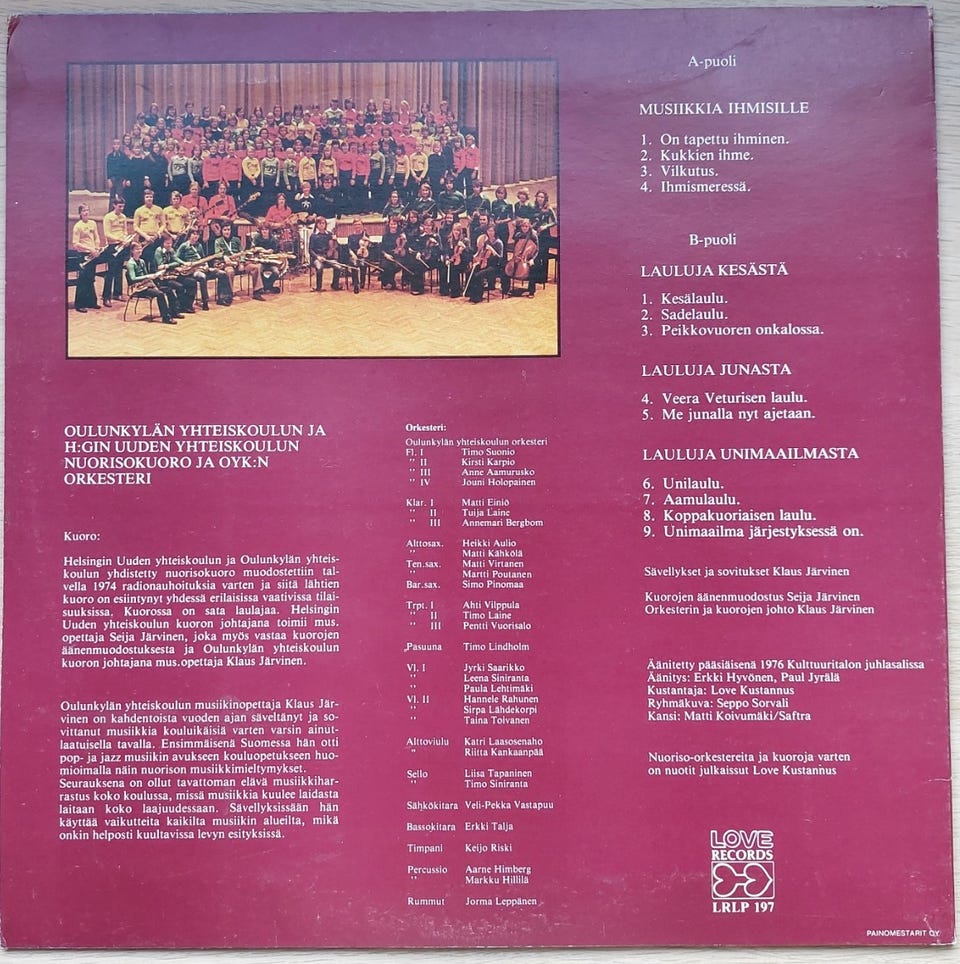 OULUNKYLÄN YHTEISKOULUN JA
H:GIN UUDEN YHTEISKOULUN
NUORISOKUORO JA OYK:N
ORKESTERI
Kuoro:
Helsingin Uuden yhteiskoulun ja Oulunkylän yhteis-
koulun yhdistetty nuorisokuoro muodostettiin tal-
vella 1974 radionauhoituksia varten ja siitä lähtien
kuoro on esiintynyt yhdessä erilaisissa vaativissa tilai-
suuksissa, Kuorossa on sata laulajaa. Helsingin
Uuden yhteiskoulun kuoron johtajana toimii mus.
opettaja Seija Järvinen, joka myös vastaa kuorojen
äänenmuodostuksesta ja Oulunkylän yhteiskoulun
kuoron johtajana mus.opettaja Klaus Järvinen.
Oulunkylän yhteiskoulun musiikinopettaja Klaus Jär-
vinen on kahdentoista vuoden ajan säveltänyt ja so-
vittanut musiikkia kouluikäisiä varten varsin ainut-
laatuisella tavalla. Ensimmäisenä Suomessa hän otti
pop- ja jazz musiikin avukseen kouluopetukseen huo-
mioimalla näin nuorison musiikkimieltymykset.
Seurauksena on ollut tavattoman elävä musiikkihar-
rastus koko koulussa, missä musiikkia kuulee laidasta
laitaan koko laajuudessaan. Sävellyksissään hän
käyttää vaikutteita kaikilta musiikin alueilta, mikä
onkin helposti kuultavissa levyn esityksissä.
Orkesteri:
Oulunkylän yhteiskoulun orkesteri
Fl. I Timo Suonio
" II Kirsti Karpio
" III Anne Aamurusko
" IV Jouni Holopainen
Klar. I Matti Einiö
" II Tuija Laine
" III Annemari Bergbom
Alttosax. Heikki Aulio
" Matti Kähkölä
Ten.sax. Matti Virtanen
" Martti Poutanen
Bar.sax. Simo Pinomaa
Trpt. I Ahti Vilppula
" II Timo Laine
" III Pentti Vuorisalo
Pasuuna Timo Lindholm
Vl. I Jyrki Saarikko
" Leena Siniranta
" Paula Lehtimäki
Vl. II Hannele Rahunen
" Sirpa Lähdekorpi
" Taina Toivanen
Alttoviulu Katri Laasosenaho
" Riitta Kankaanpää
Sello Liisa Tapaninen
" Timo Siniranta
Sähkökitara Veli-Pekka Vastapuu
Bassokitara Erkki Talja
Timpani Keijo Riski
Percussio Aarne Himberg
" Markku Hillilä
Rummut Jorma Leppänen
A-puoli
MUSIIKKIA IHMISILLE
1. On tapettu ihminen.
2. Kukkien ihme.
3. Vilkutus.
4. Ihmismeressä.
B-puoli
LAULUJA KESÄSTÄ
1. Kesälaulu.
2. Sadelaulu.
3. Peikkovuoren onkalossa.
LAULUJA JUNASTA
4. Veera Veturisen laulu.
5. Me junalla nyt ajetaan.
LAULUJA UNIMAAILMASTA
6. Unilaulu.
7. Aamulaulu.
8. Koppakuoriaisen laulu.
9. Unimaailma järjestyksessä on.
Sävellykset ja sovitukset Klaus Järvinen
Kuorojen äänenmuodostus Seija Järvinen
Orkesterin ja kuorojen johto Klaus Järvinen
Äänitetty pääsiäisenä 1976 Kulttuuritalon juhlasalissa
Äänitys: Erkki Hyvönen, Paul Jyrälä
Kustantaja: Love Kustannus
Ryhmäkuva: Seppo Sorvali
Kansi: Matti Koivumäki/Saftra
Nuoriso-orkestereita ja kuoroja varten
on nuotit julkaissut Love Kustannus
LOVE
RECORDS
LRLP 197
PAINOMESTARIT OY